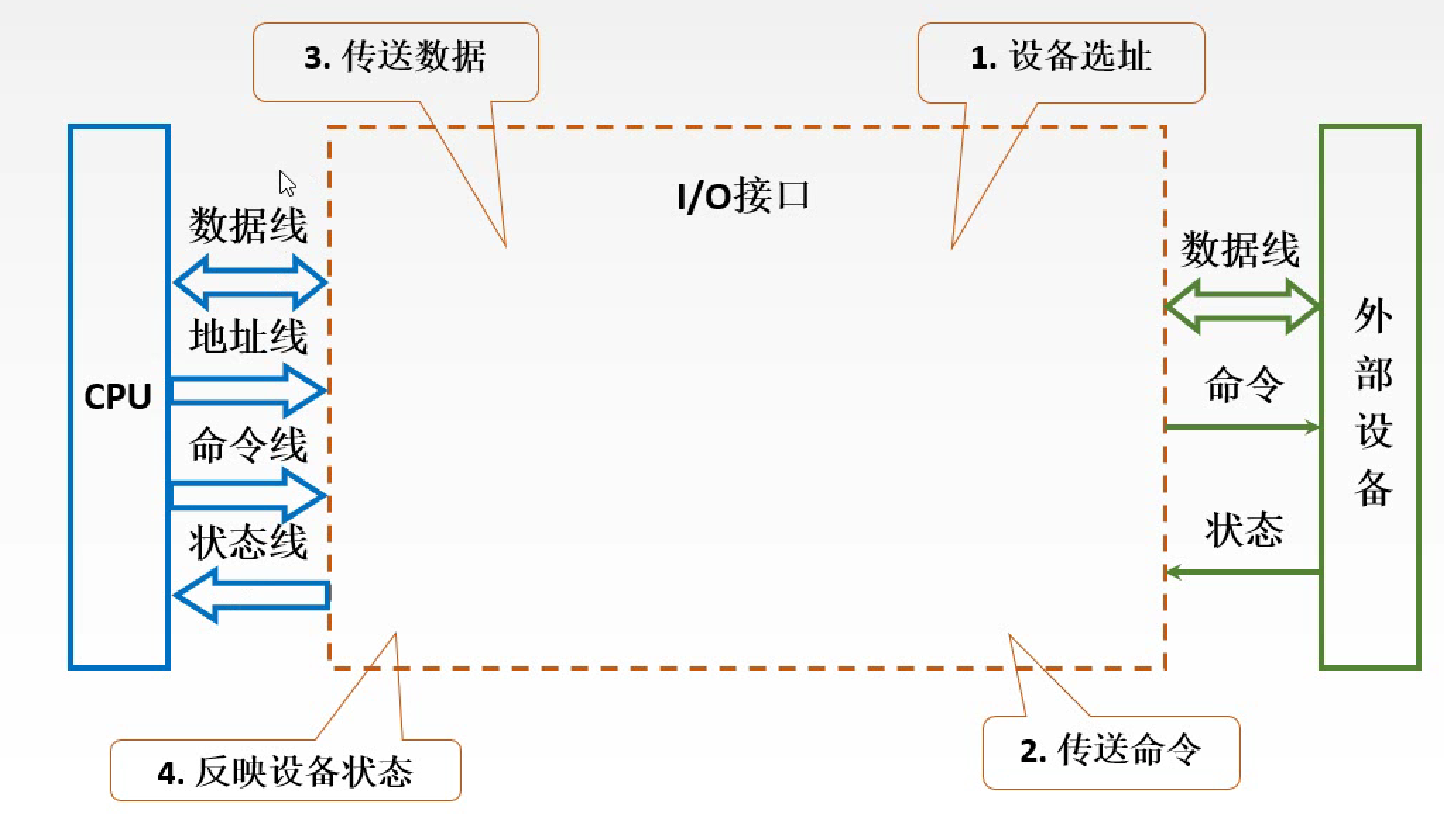 3. 传送数据
1. 设备选址
I/O接口
数据线
地址线
CPU
命令线
状态线
数据线
命令
状态
外
部
设
备
4. 反映设备状态
2. 传送命令